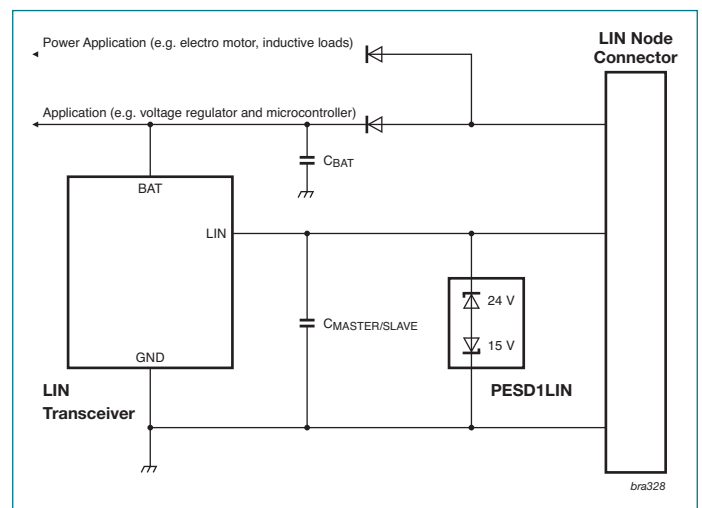 Power Application (e.g. electro motor, inductive loads)
LIN Node
Connector
Application (e.g. voltage regulator and microcontroller)
CBAT
BAT
LIN
24 V
CMASTER/SLAVE
15 V
GND
LIN
Transceiver
PESD1LIN
bra328